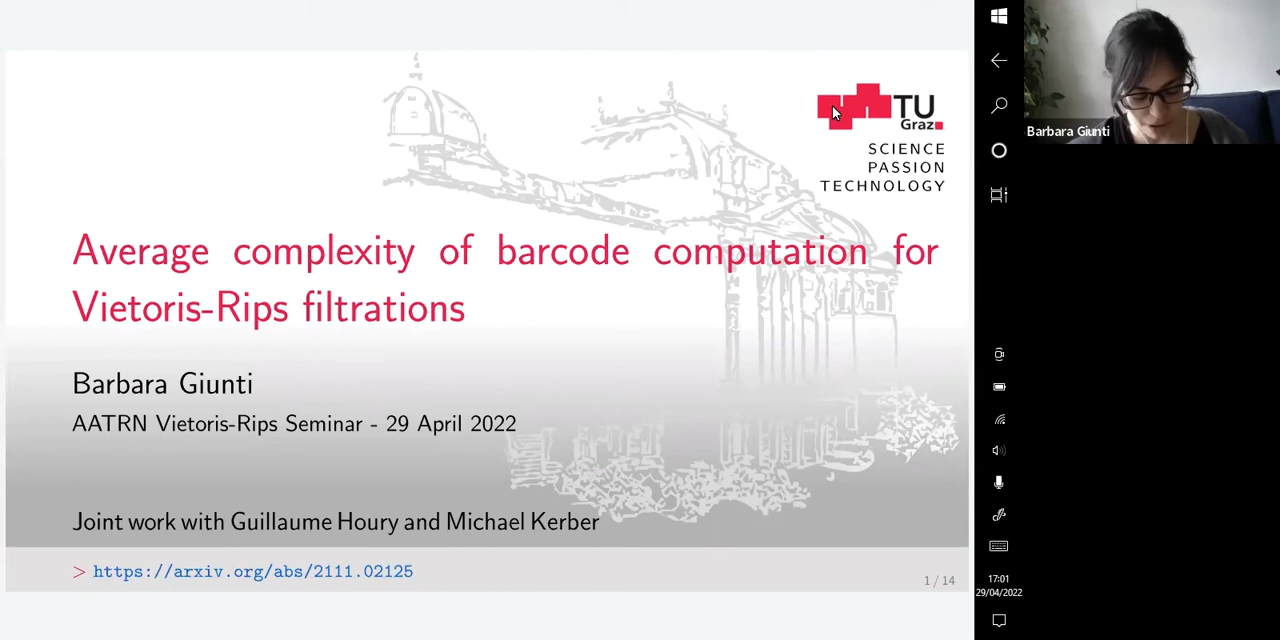 TU
Graz
SCIENCE
PASSION
TECHNOLOGY
Average complexity of barcode computation for
Vietoris-Rips filtrations
Barbara Giunti
AATRN Vietoris-Rips Seminar - 29 April 2022
Joint work with Guillaume Houry and Michael Kerber
> https://arxiv.org/abs/2111.02125
1 / 14
17:01
29/04/2022
Barbara Giunti